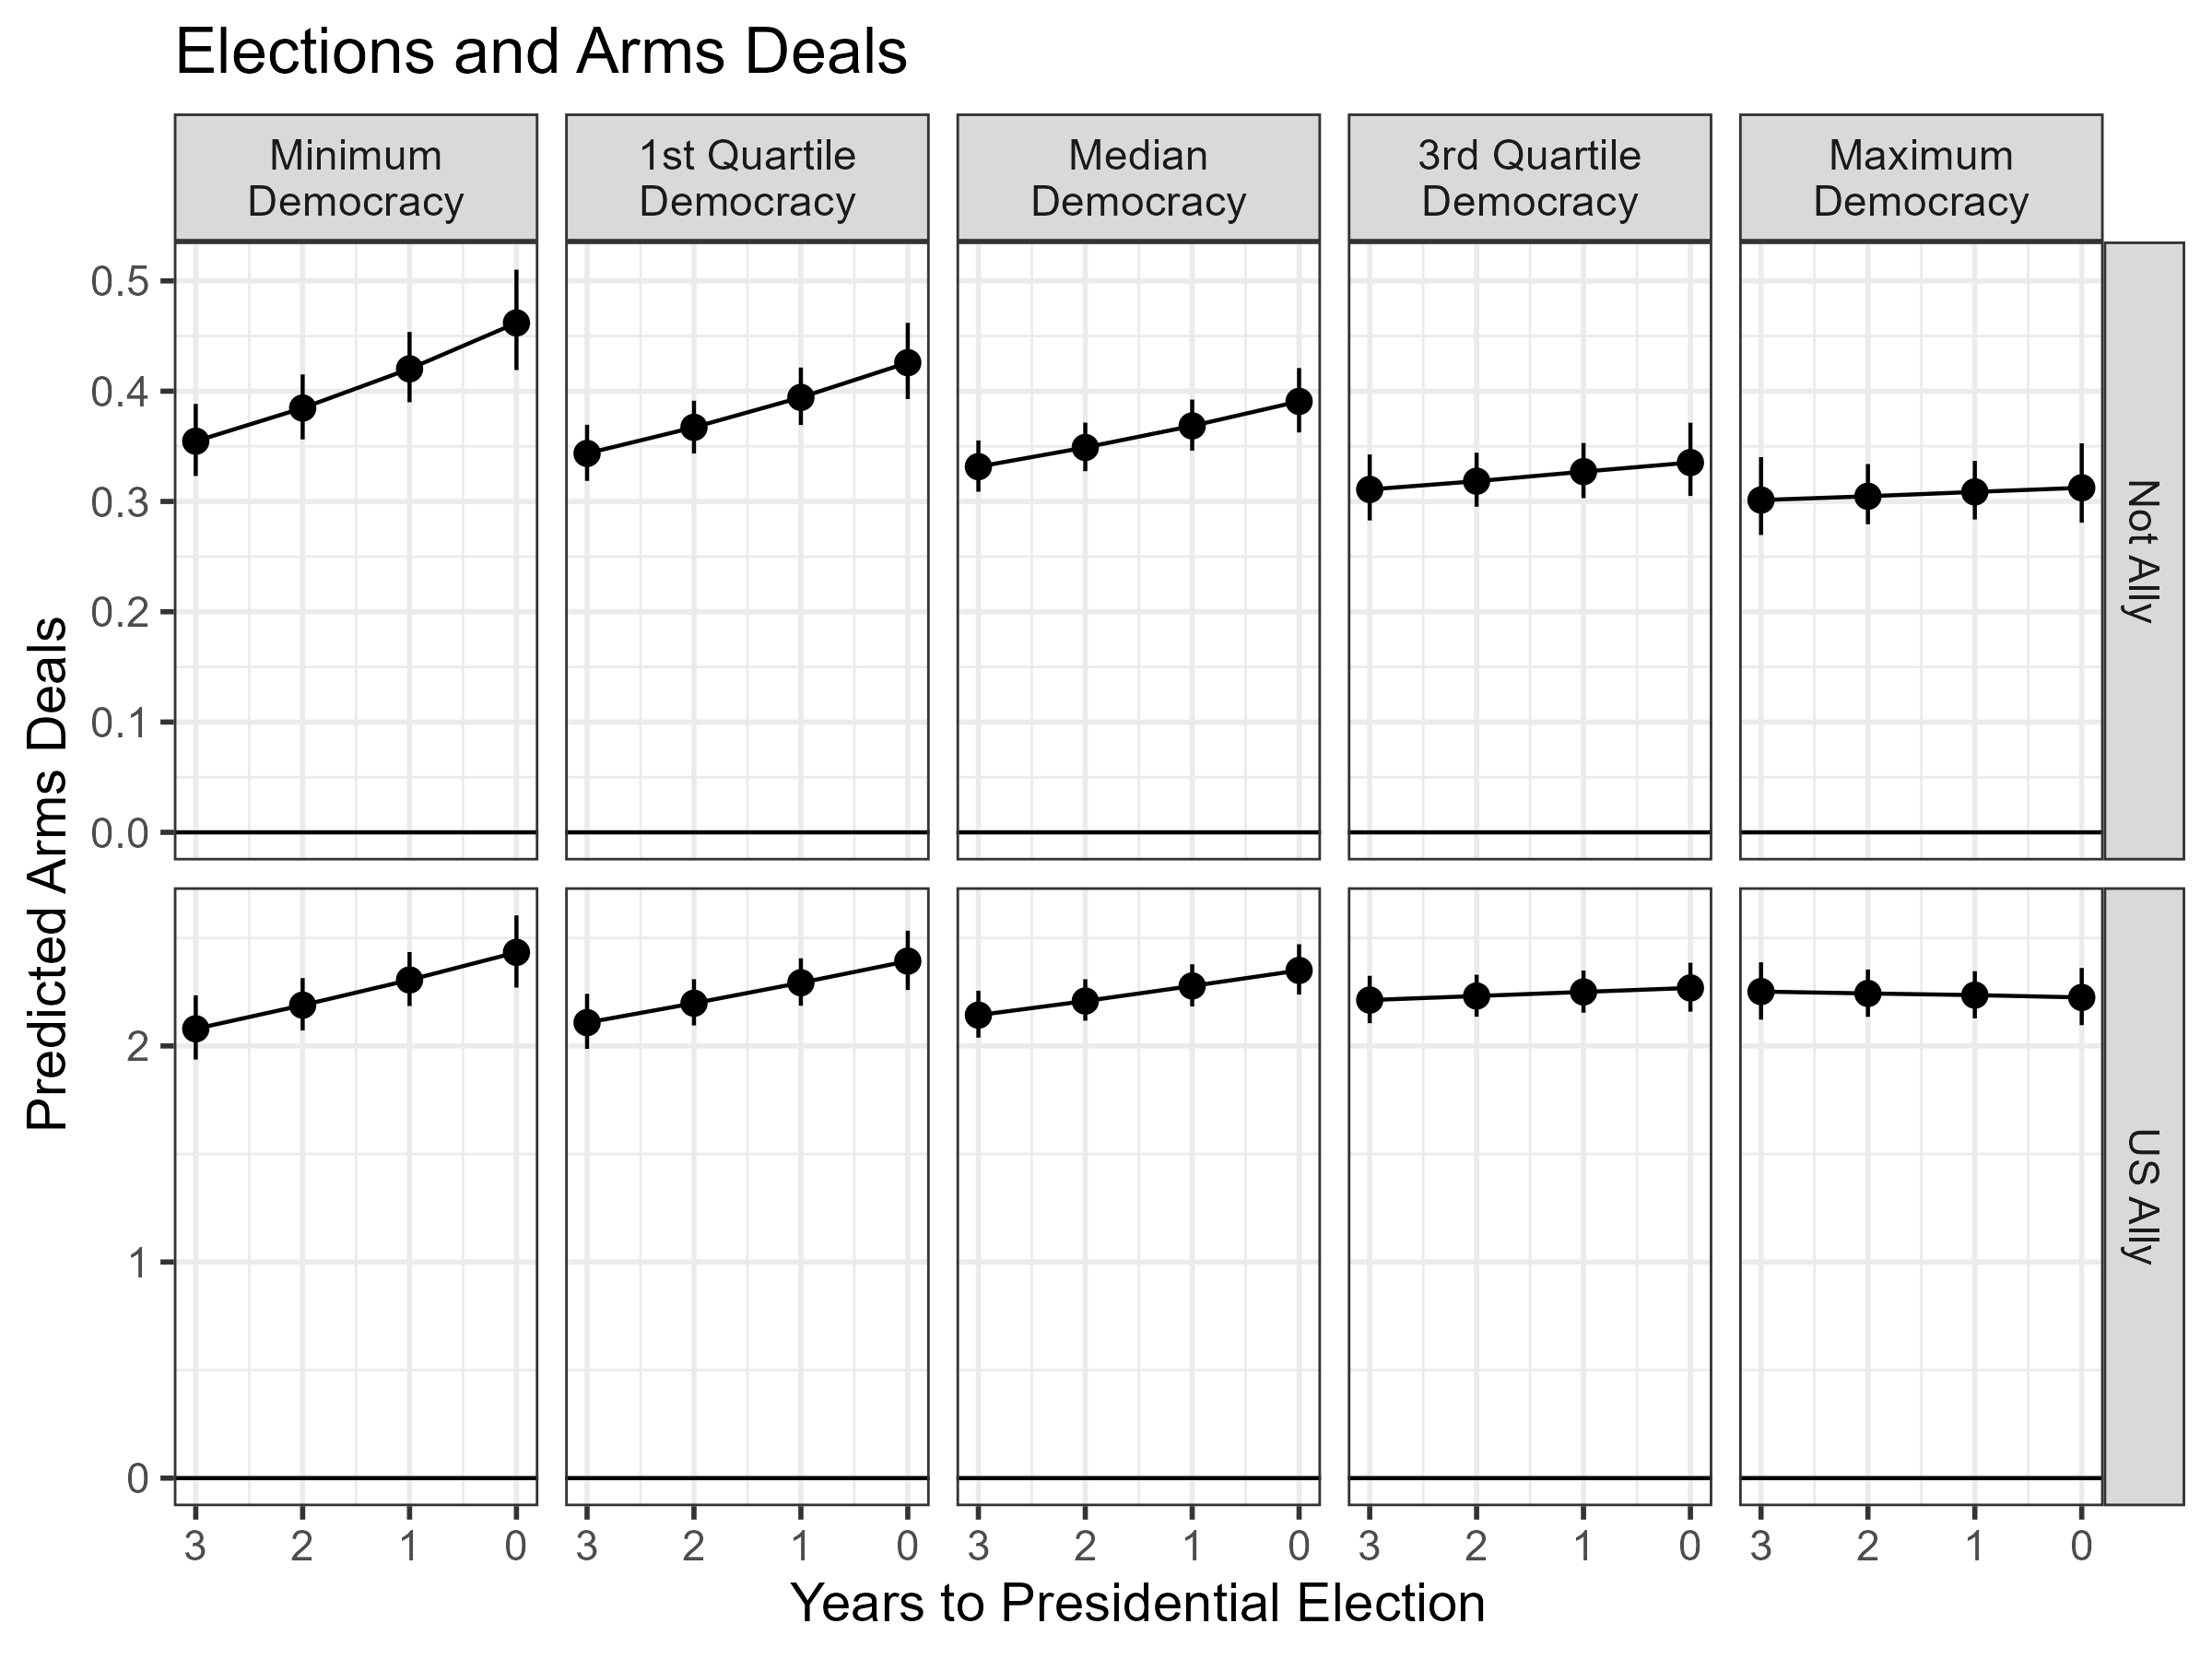 Elections and Arms Deals
Minimum
Democracy
1st Quartile
Democracy
Median
Democracy
3rd Quartile
Democracy
Maximum
Democracy
Predicted Arms Deals
0.5
0.4
0.3
0.2
0.1
0.0
Not Ally
2
1
0
US Ally
3 2 1 0
3 2 1 0
3 2 1 0
3 2 1 0
3 2 1 0
Years to Presidential Election